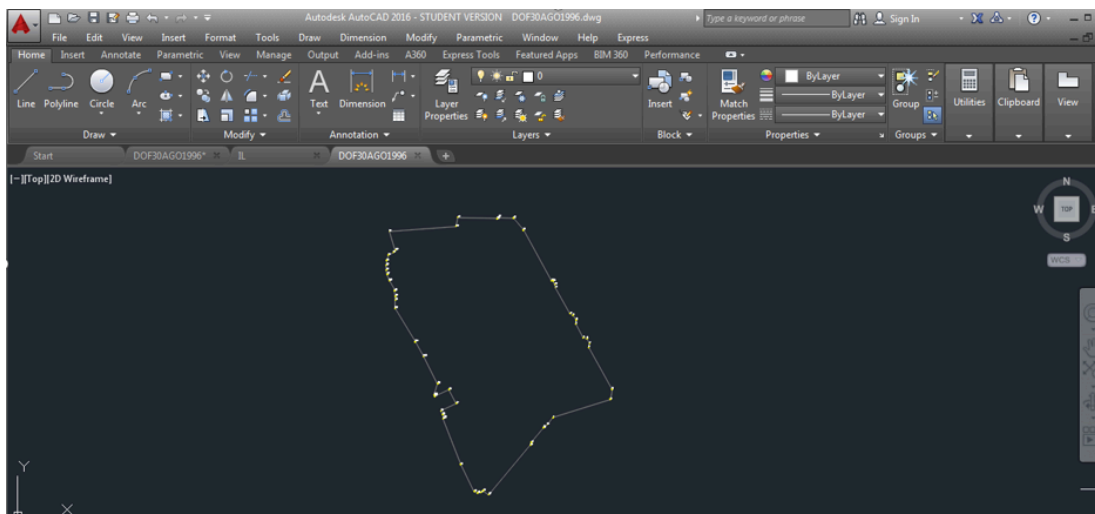 Autodesk AutoCAD 2016 - STUDENT VERSION DOF30AGO1996.dwg Type a keyword or phrase Sign In
File Edit View Insert Format Tools Draw Dimension Modify Parametric Window Help Express
Home Insert Annotate Parametric View Manage Output Add-ins A360 Express Tools Featured Apps BIM 360 Performance
0 ByLayer
ByLayer
ByLayer
Line Polyline Circle Arc Text Dimension Layer Properties Insert Match Properties Group Utilities Clipboard View
Draw Modify Annotation Layers Block Properties Groups
Start DOF30AGO1996* IL DOF30AGO1996
[−][Top][2D Wireframe]
N
W TOP E
S
WCS
Y
X